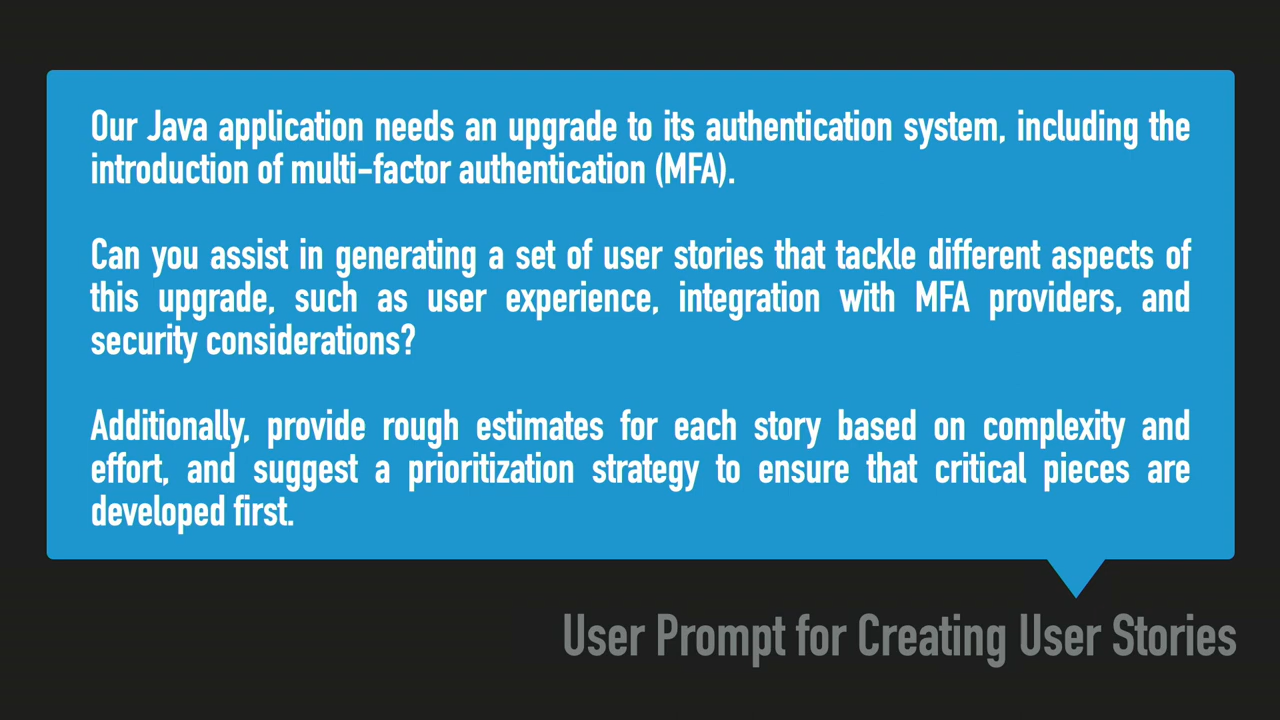 Our Java application needs an upgrade to its authentication system, including the
introduction of multi-factor authentication (MFA).
Can you assist in generating a set of user stories that tackle different aspects of
this upgrade, such as user experience, integration with MFA providers, and
security considerations?
Additionally, provide rough estimates for each story based on complexity and
effort, and suggest a prioritization strategy to ensure that critical pieces are
developed first.
User Prompt for Creating User Stories